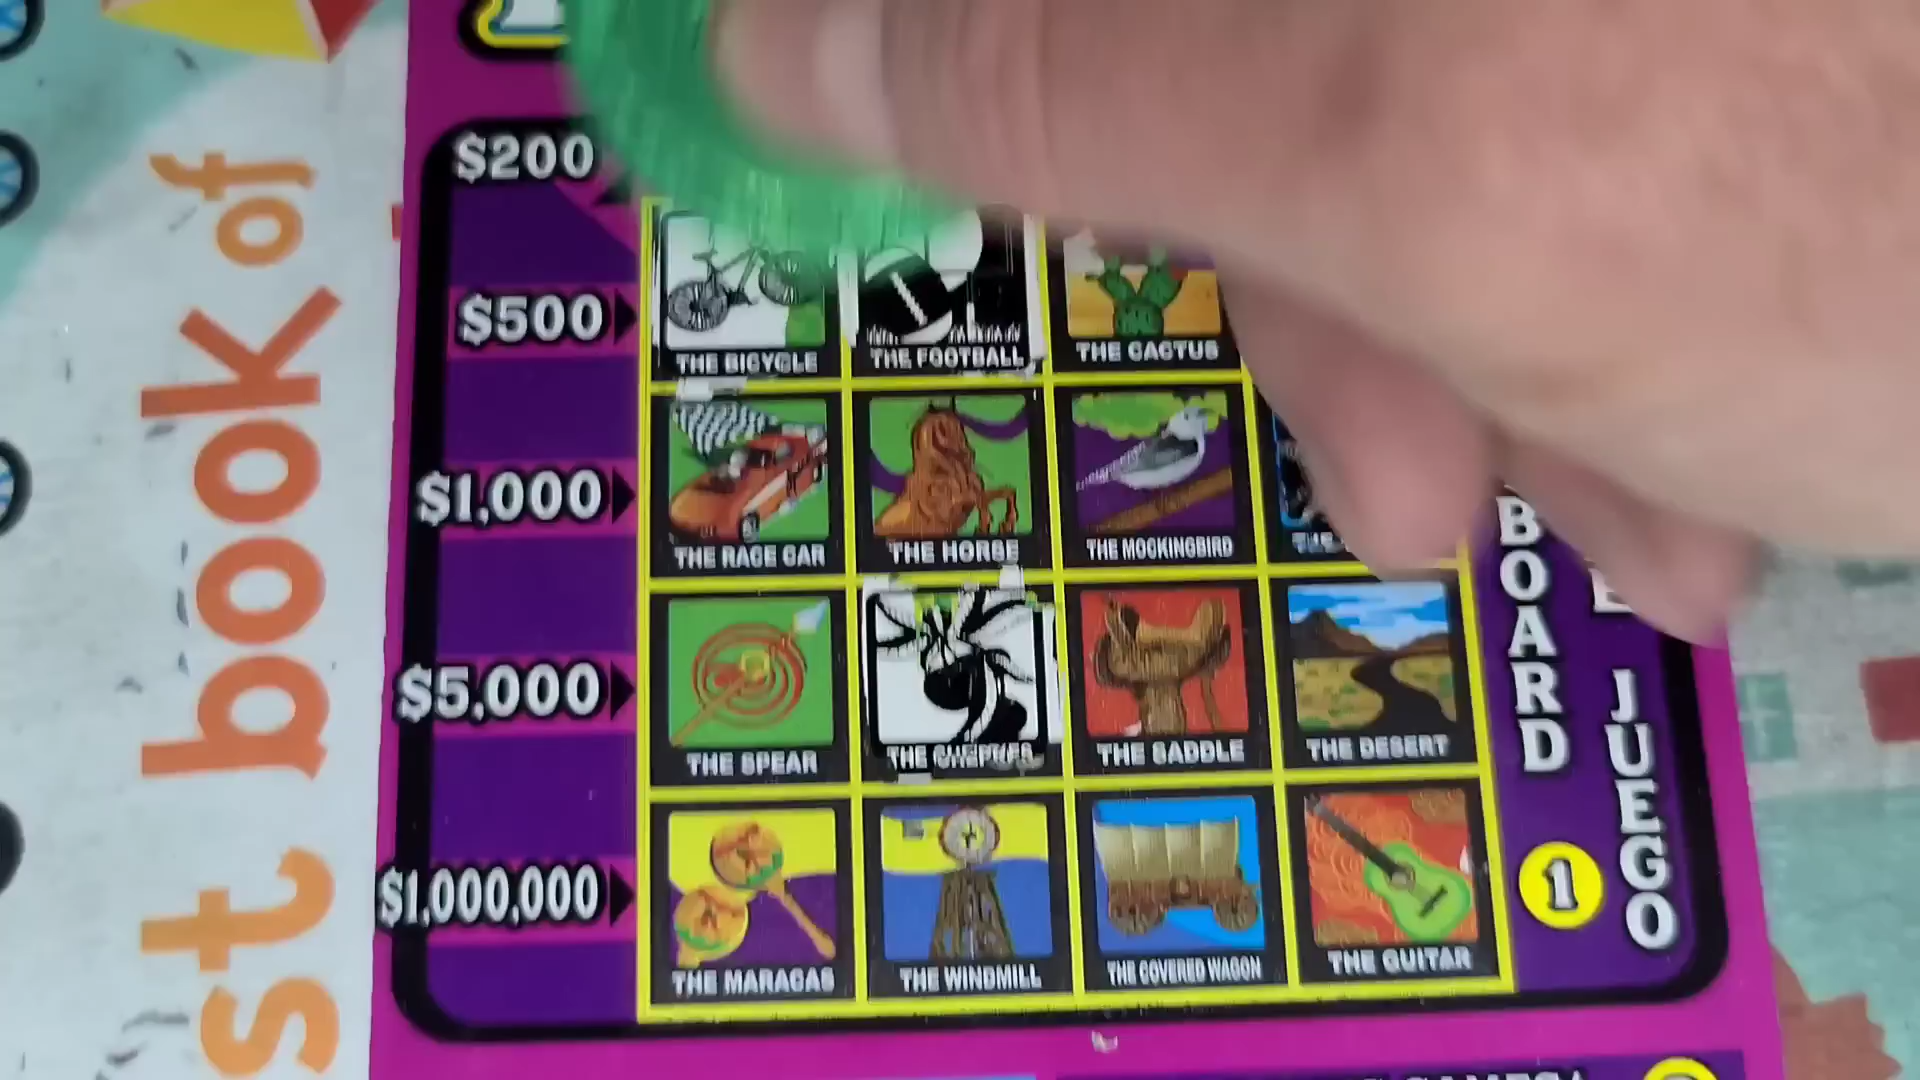 st book of
$200
$500
$1,000
$5,000
$1,000,000
THE BICYCLE
THE FOOTBALL
THE CACTUS
THE RACE CAR
THE HORSE
THE MOCKINGBIRD
THE SPEAR
THE
THE SADDLE
THE DESERT
THE MARACAS
THE WINDMILL
THE COVERED WAGON
THE GUITAR
BOARD
1
E JUEGO